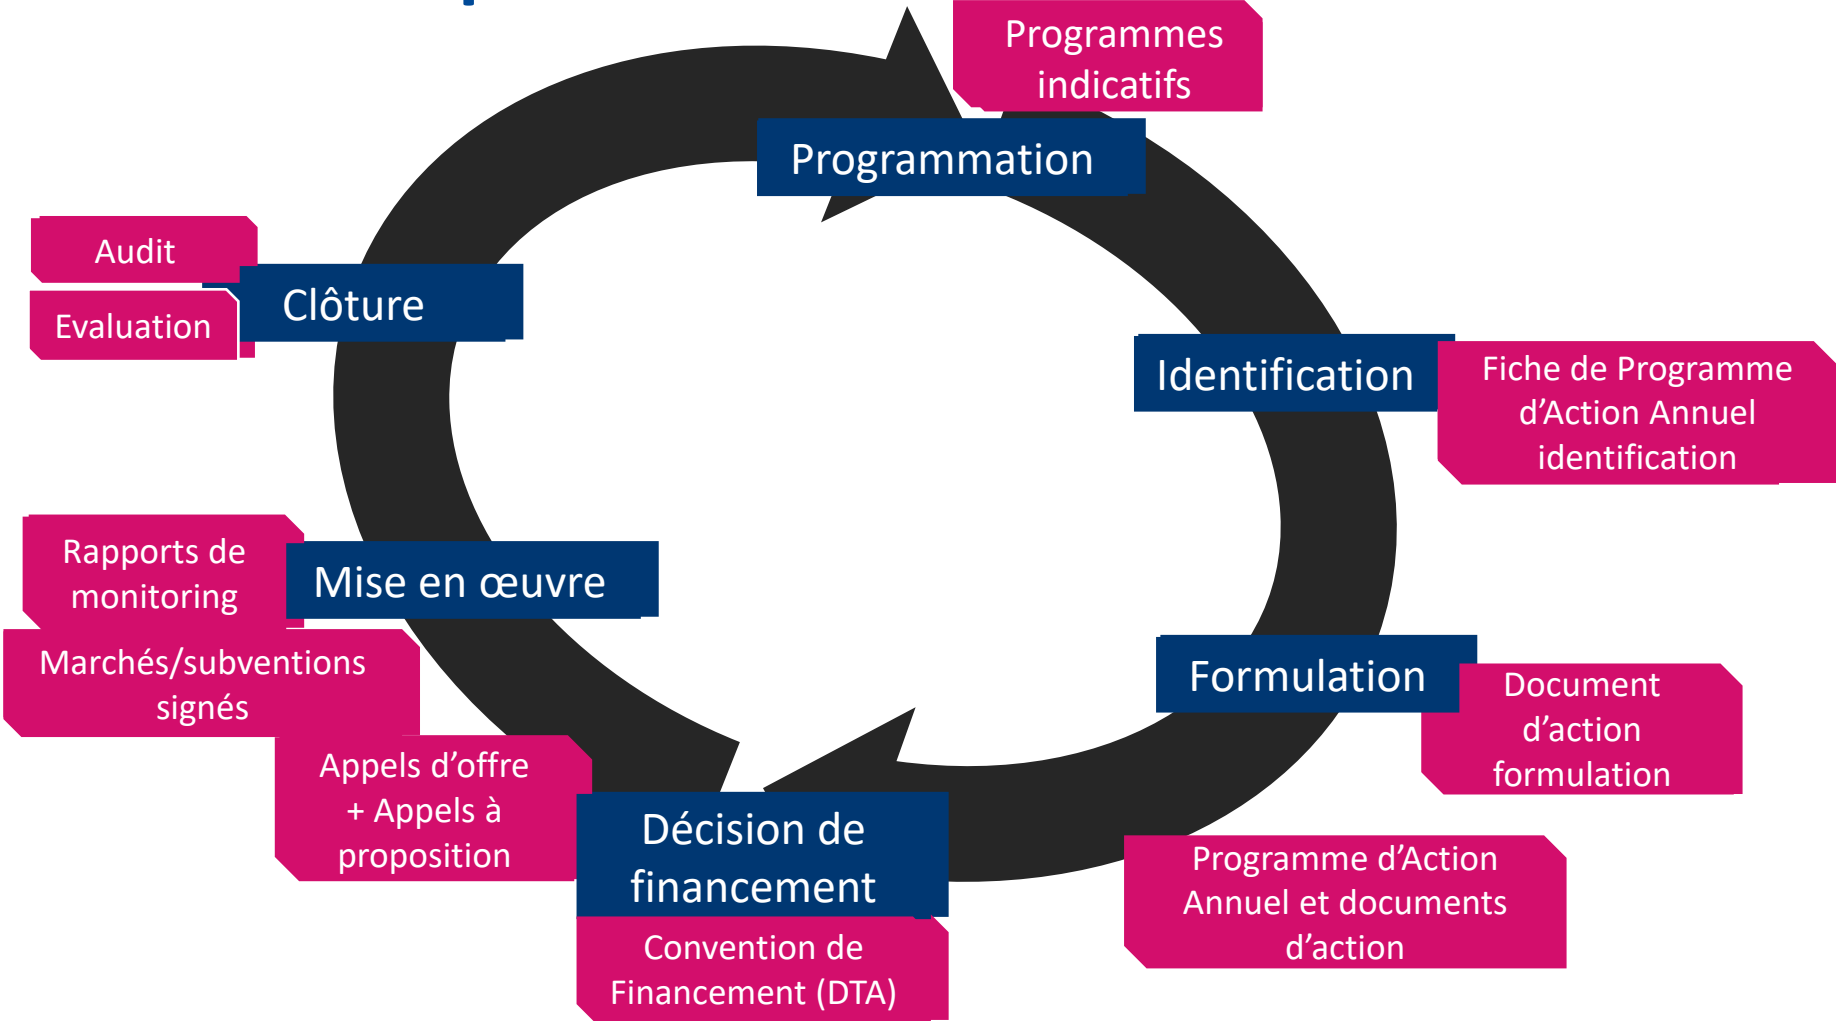 Programmes
indicatifs
Programmation
Audit
Clôture
Evaluation
Identification
Fiche de Programme
d’Action Annuel
identification
Rapports de
monitoring
Mise en œuvre
Marchés/subventions
signés
Formulation
Document
d’action
formulation
Appels d’offre
+ Appels à
proposition
Décision de
financement
Programme d’Action
Annuel et documents
d’action
Convention de
Financement (DTA)